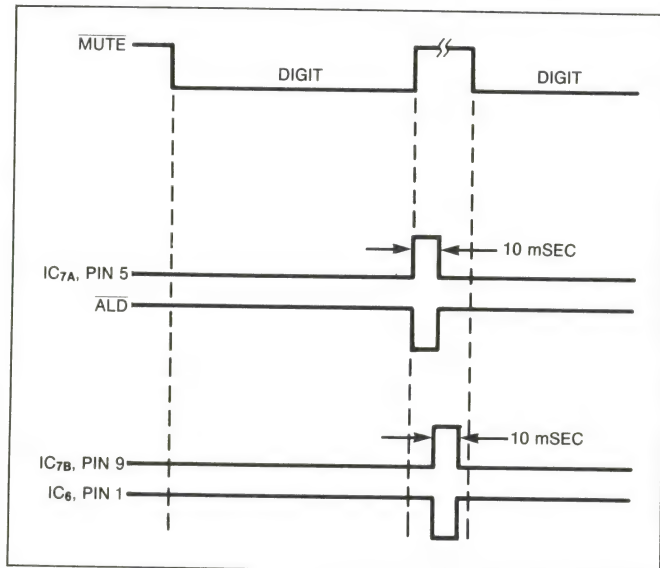 MUTE
DIGIT DIGIT
10 mSEC
IC7A, PIN 5
ALD
10 mSEC
IC7B, PIN 9
IC6, PIN 1